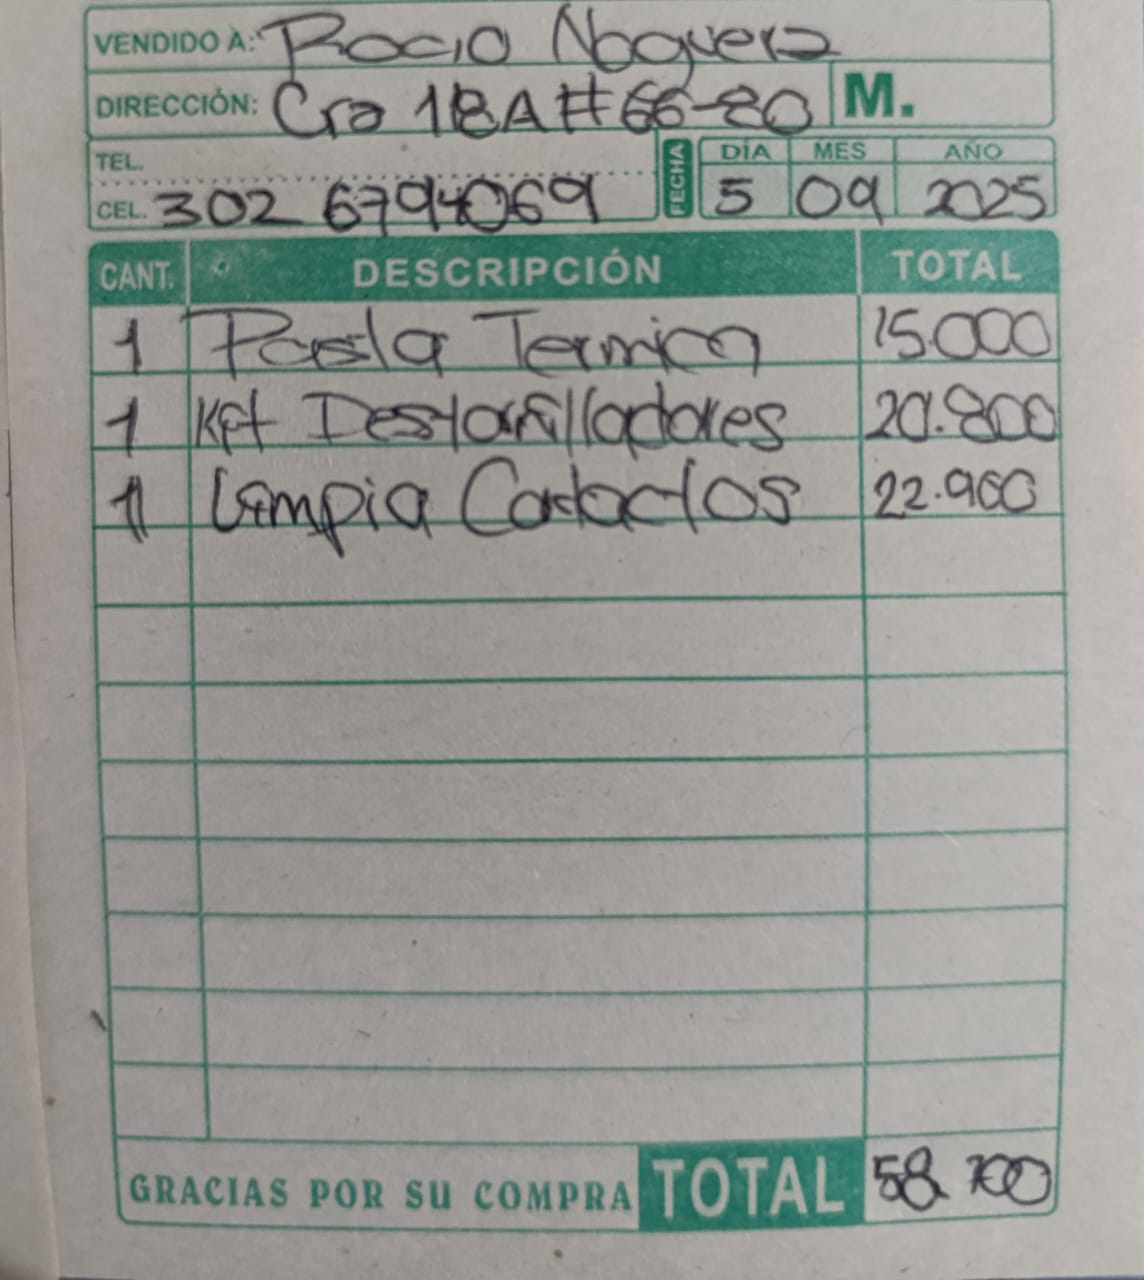 VENDIDO A: Rocio Noguera
DIRECCIÓN: Cra 18A # 66-80 M.
TEL.
CEL. 302 6794069
FECHA DÍA MES AÑO
5 09 2025
CANT. DESCRIPCIÓN TOTAL
1 Pasta Termica 15.000
1 Kit Destornilladores 20.800
1 Limpia Contactos 22.900
GRACIAS POR SU COMPRA TOTAL 58.700